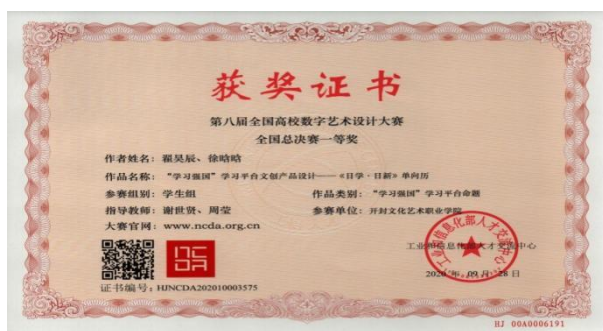 获奖证书
第八届全国高校数字艺术设计大赛
全国总决赛一等奖
作者姓名：翟昊辰、徐晗晗
作品名称：“学习强国”学习平台文创产品设计——《日学·日新》单向历
参赛组别：学生组 作品类别：“学习强国”学习平台命题
指导教师：谢世贤、周莹 参赛单位：开封文化艺术职业学院
大赛官网：www.ncda.org.cn
工业和信息化部人才交流中心
2020年.09月.28日
证书编号：HJNCDA202010003575
HJ 00A0006191